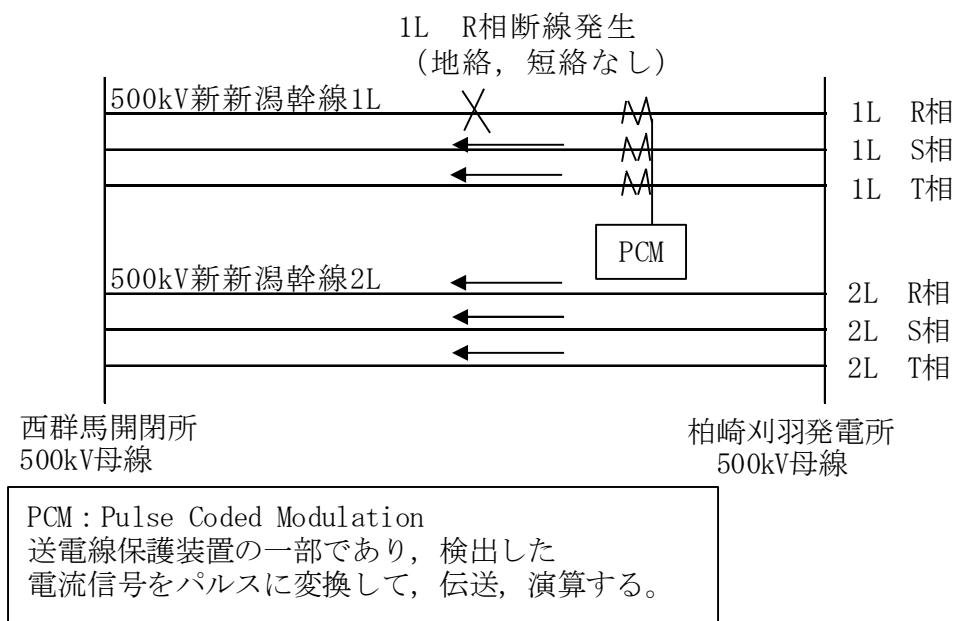 1L R相断線発生
（地絡，短絡なし）
500kV新新潟幹線1L
1L R相
1L S相
1L T相
PCM
500kV新新潟幹線2L
2L R相
2L S相
2L T相
西群馬開閉所
500kV母線
柏崎刈羽発電所
500kV母線
PCM：Pulse Coded Modulation
送電線保護装置の一部であり，検出した
電流信号をパルスに変換して，伝送，演算する。